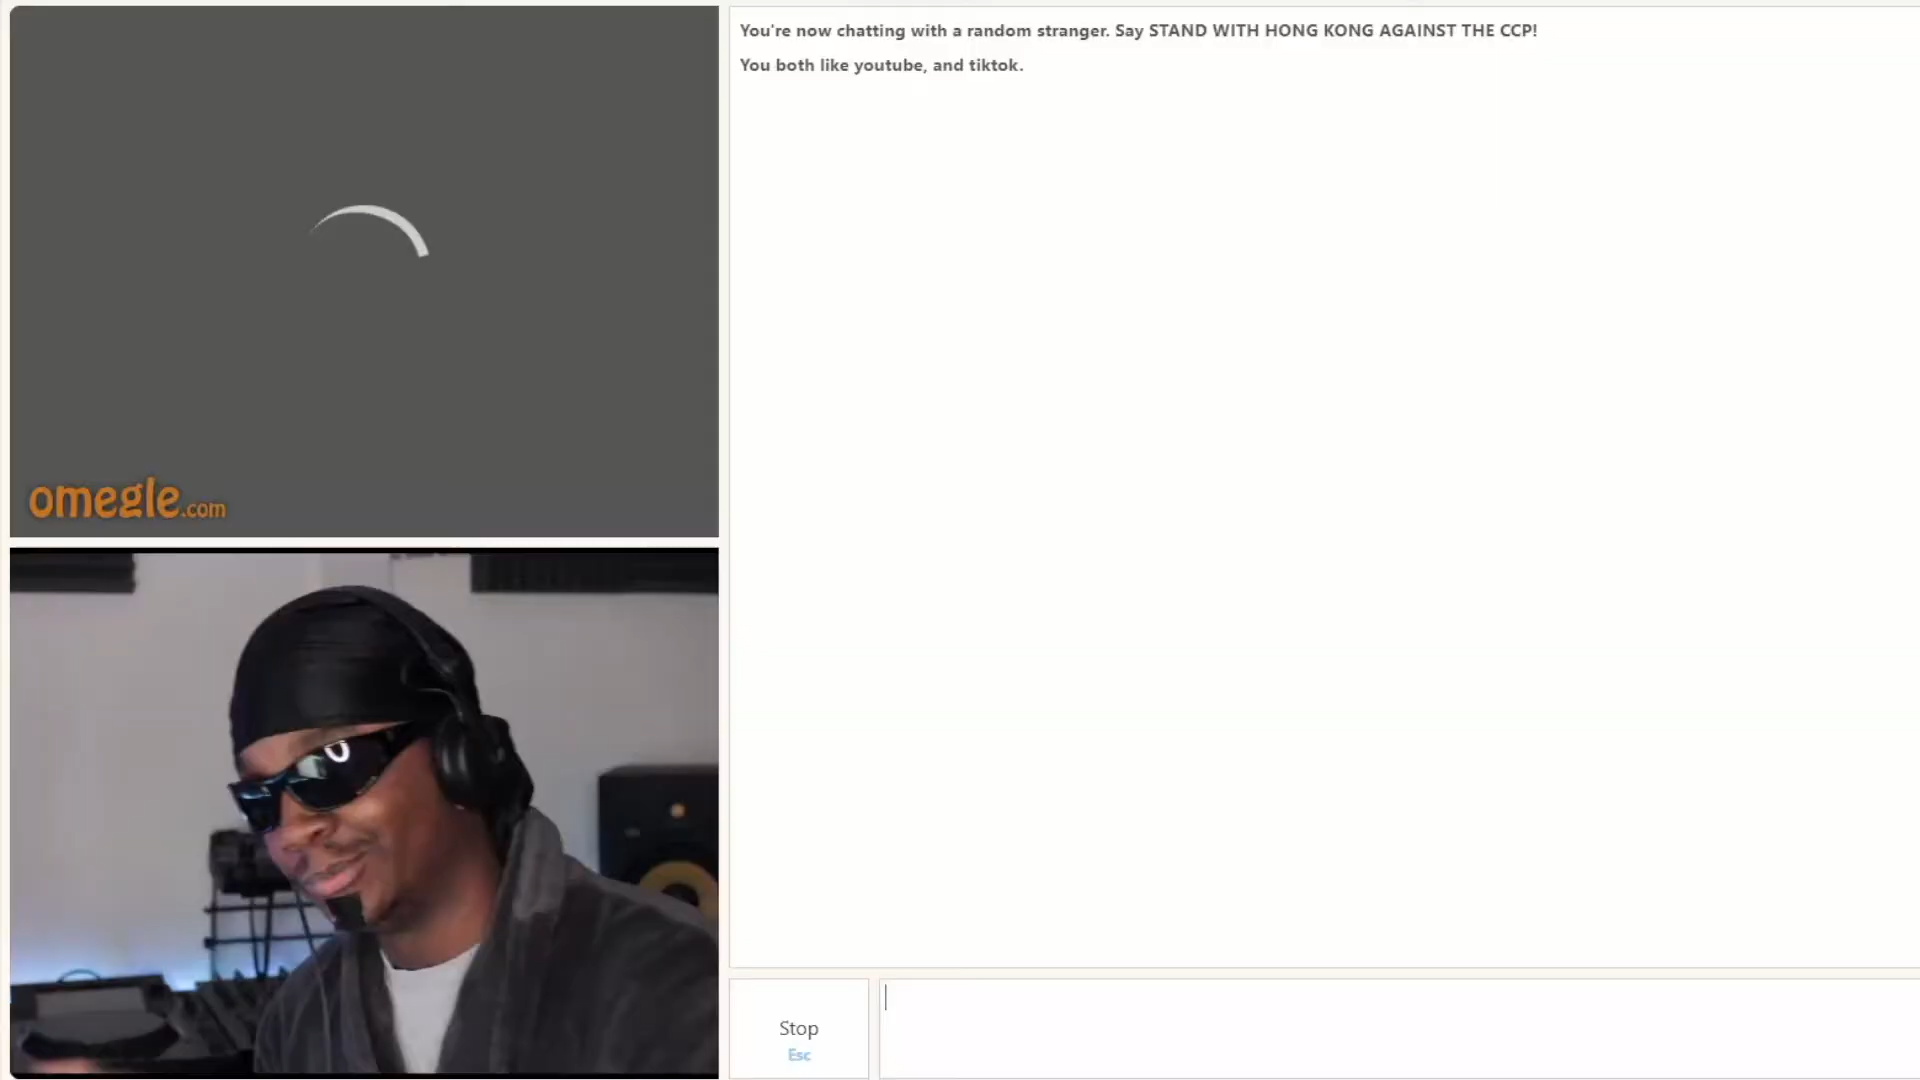 You're now chatting with a random stranger. Say STAND WITH HONG KONG AGAINST THE CCP!
You both like youtube, and tiktok.
omegle.com
Stop
Esc